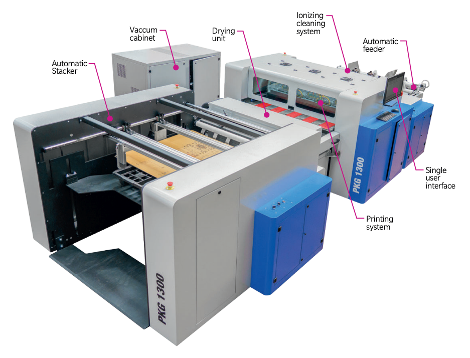 Ionizing
cleaning
system
Vaccum
cabinet
Drying
unit
Automatic
feeder
Automatic
Stacker
Single
user
interface
Printing
system
PKG 1300
PKG 1300